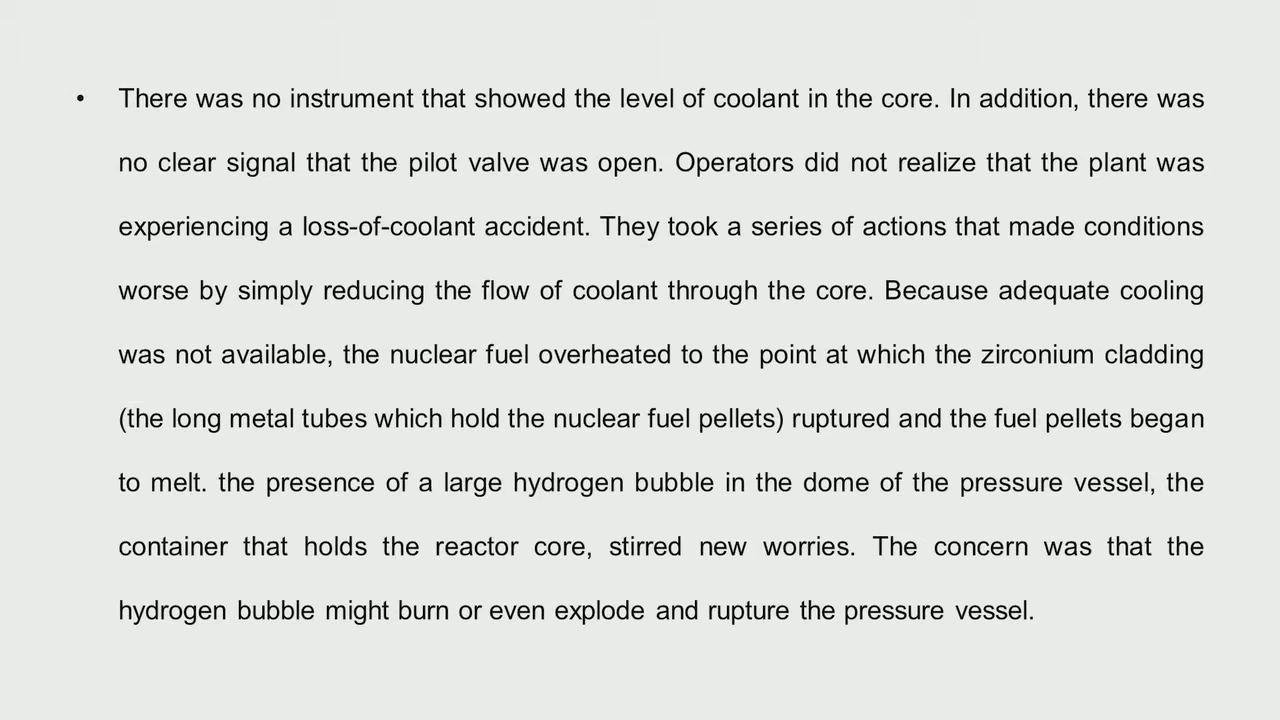 • There was no instrument that showed the level of coolant in the core. In addition, there was
no clear signal that the pilot valve was open. Operators did not realize that the plant was
experiencing a loss-of-coolant accident. They took a series of actions that made conditions
worse by simply reducing the flow of coolant through the core. Because adequate cooling
was not available, the nuclear fuel overheated to the point at which the zirconium cladding
(the long metal tubes which hold the nuclear fuel pellets) ruptured and the fuel pellets began
to melt. the presence of a large hydrogen bubble in the dome of the pressure vessel, the
container that holds the reactor core, stirred new worries. The concern was that the
hydrogen bubble might burn or even explode and rupture the pressure vessel.